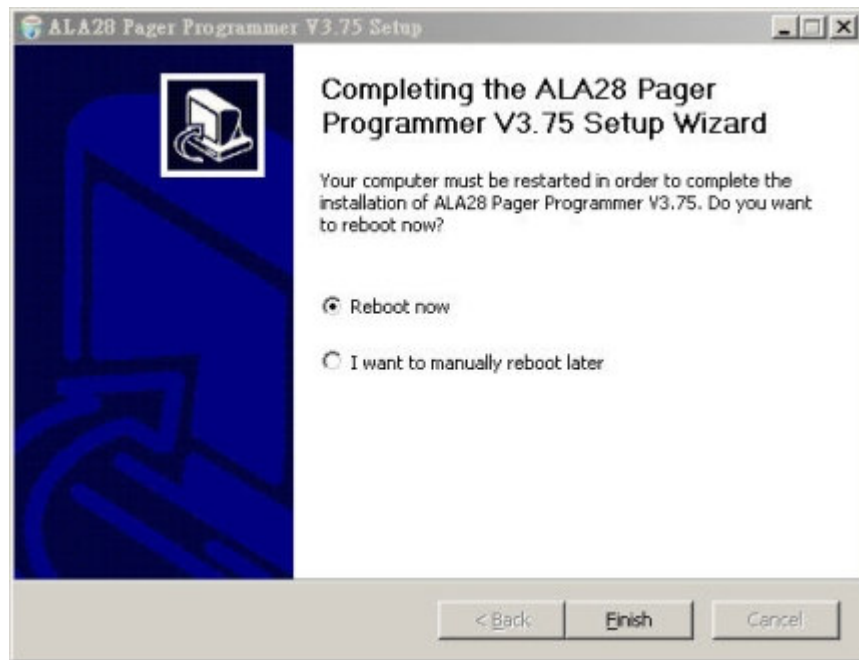 ALA28 Pager Programmer V3.75 Setup
Completing the ALA28 Pager
Programmer V3.75 Setup Wizard
Your computer must be restarted in order to complete the
installation of ALA28 Pager Programmer V3.75. Do you want
to reboot now?
Reboot now
I want to manually reboot later
< Back
Finish
Cancel